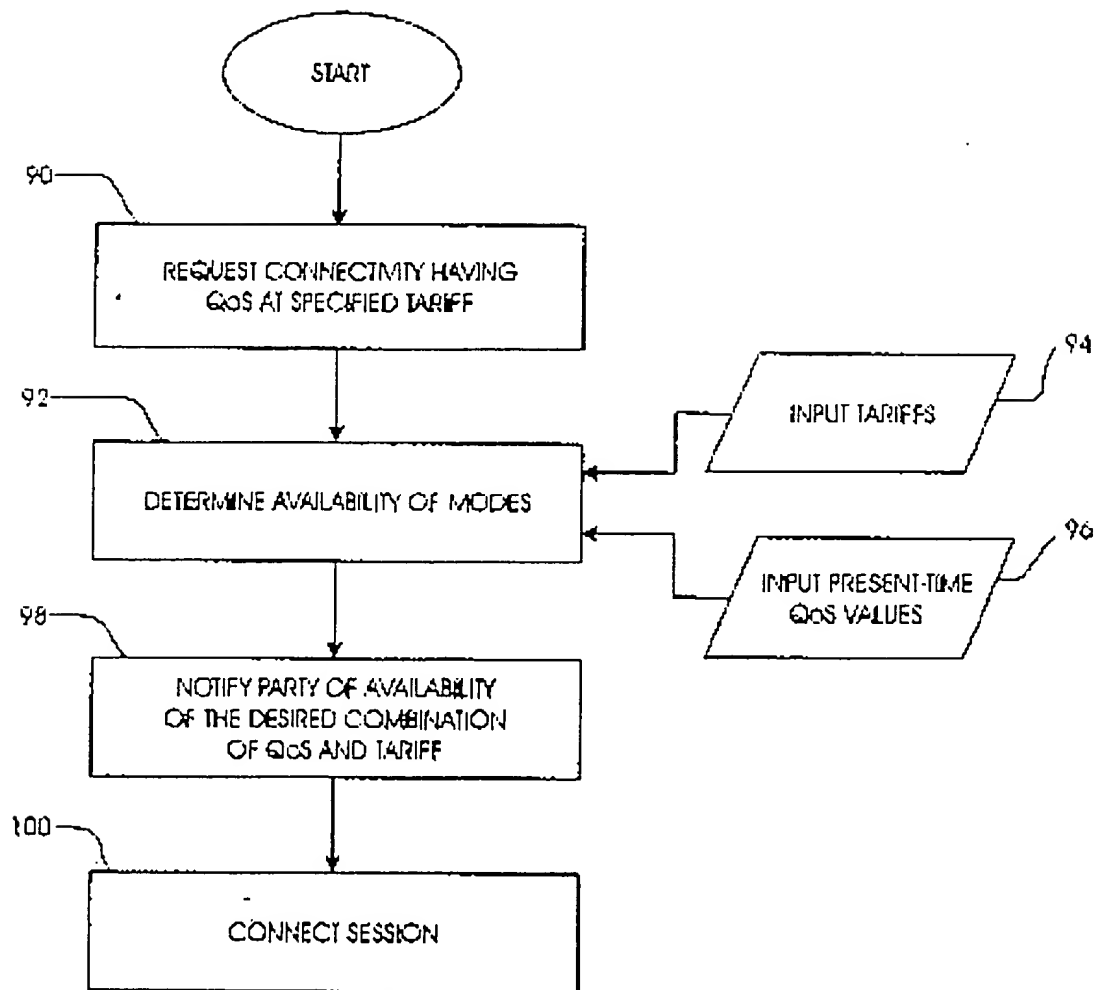 START
90
REQUEST CONNECTIVITY HAVING
QoS AT SPECIFIED TARIFF
92
94
INPUT TARIFFS
DETERMINE AVAILABILITY OF MODES
96
INPUT PRESENT-TIME
QoS VALUES
98
NOTIFY PARTY OF AVAILABILITY
OF THE DESIRED COMBINATION
OF QoS AND TARIFF
100
CONNECT SESSION